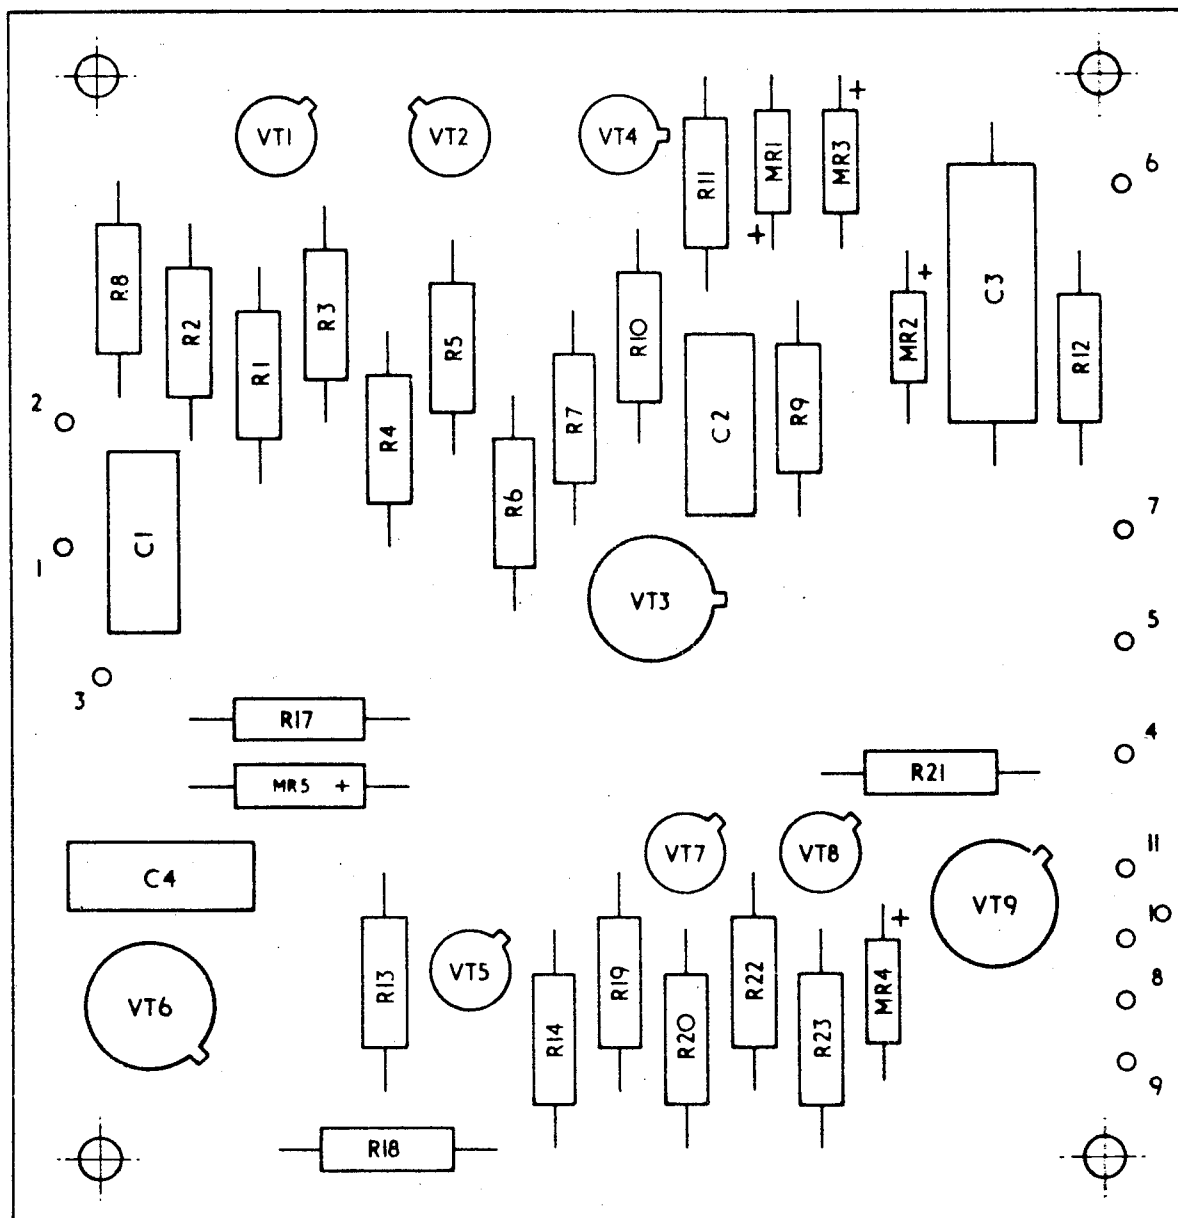 VT1
VT2
VT4
R11
MR1
+
MR3
+
6
R8
R2
R1
R3
R5
R4
R6
R7
R10
C2
R9
MR2
+
C3
R12
2
1
C1
3
7
5
VT3
4
R17
MR5 +
R21
C4
VT7
VT8
11
VT9
10
VT6
R13
VT5
R14
R19
R20
R22
R23
MR4
+
8
9
R18